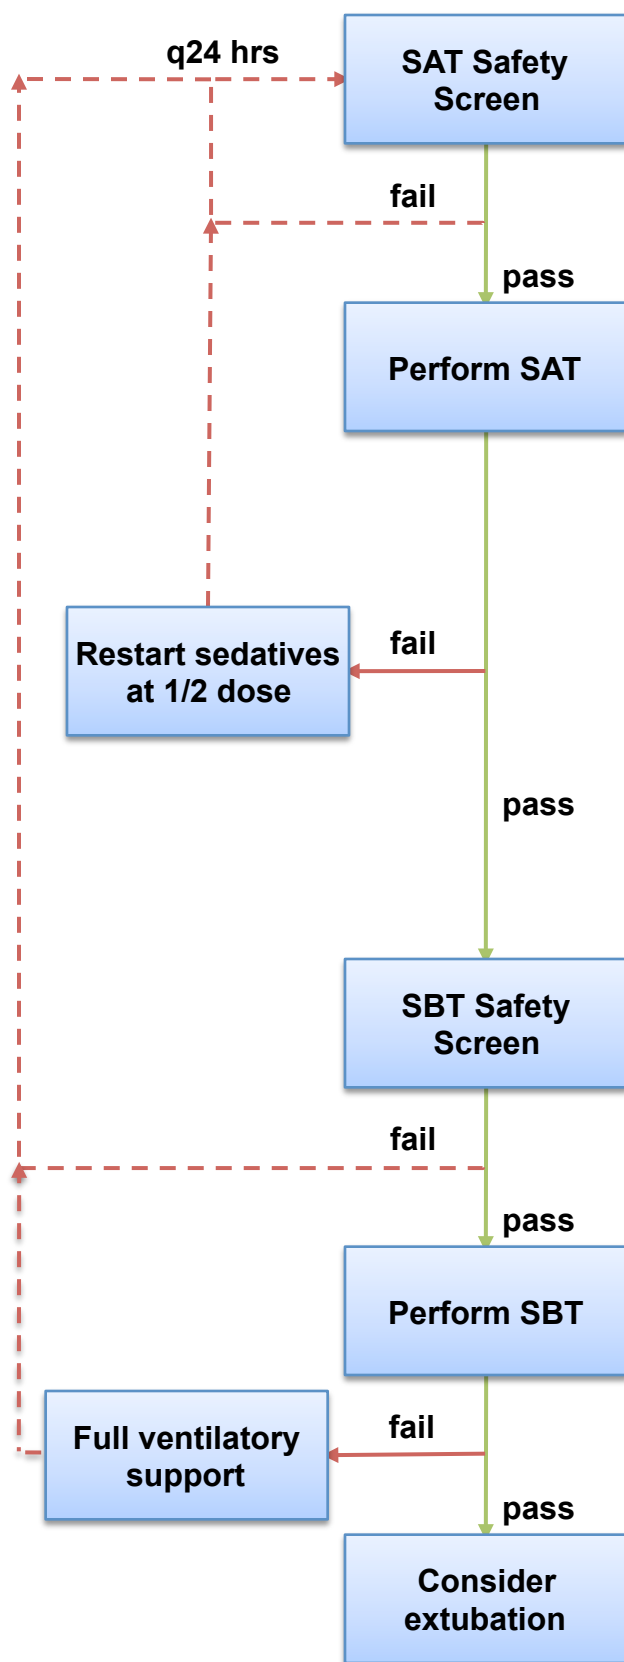 q24 hrs
SAT Safety
Screen
fail
pass
Perform SAT
Restart sedatives
at 1/2 dose
fail
pass
SBT Safety
Screen
fail
pass
Perform SBT
Full ventilatory
support
fail
pass
Consider
extubation